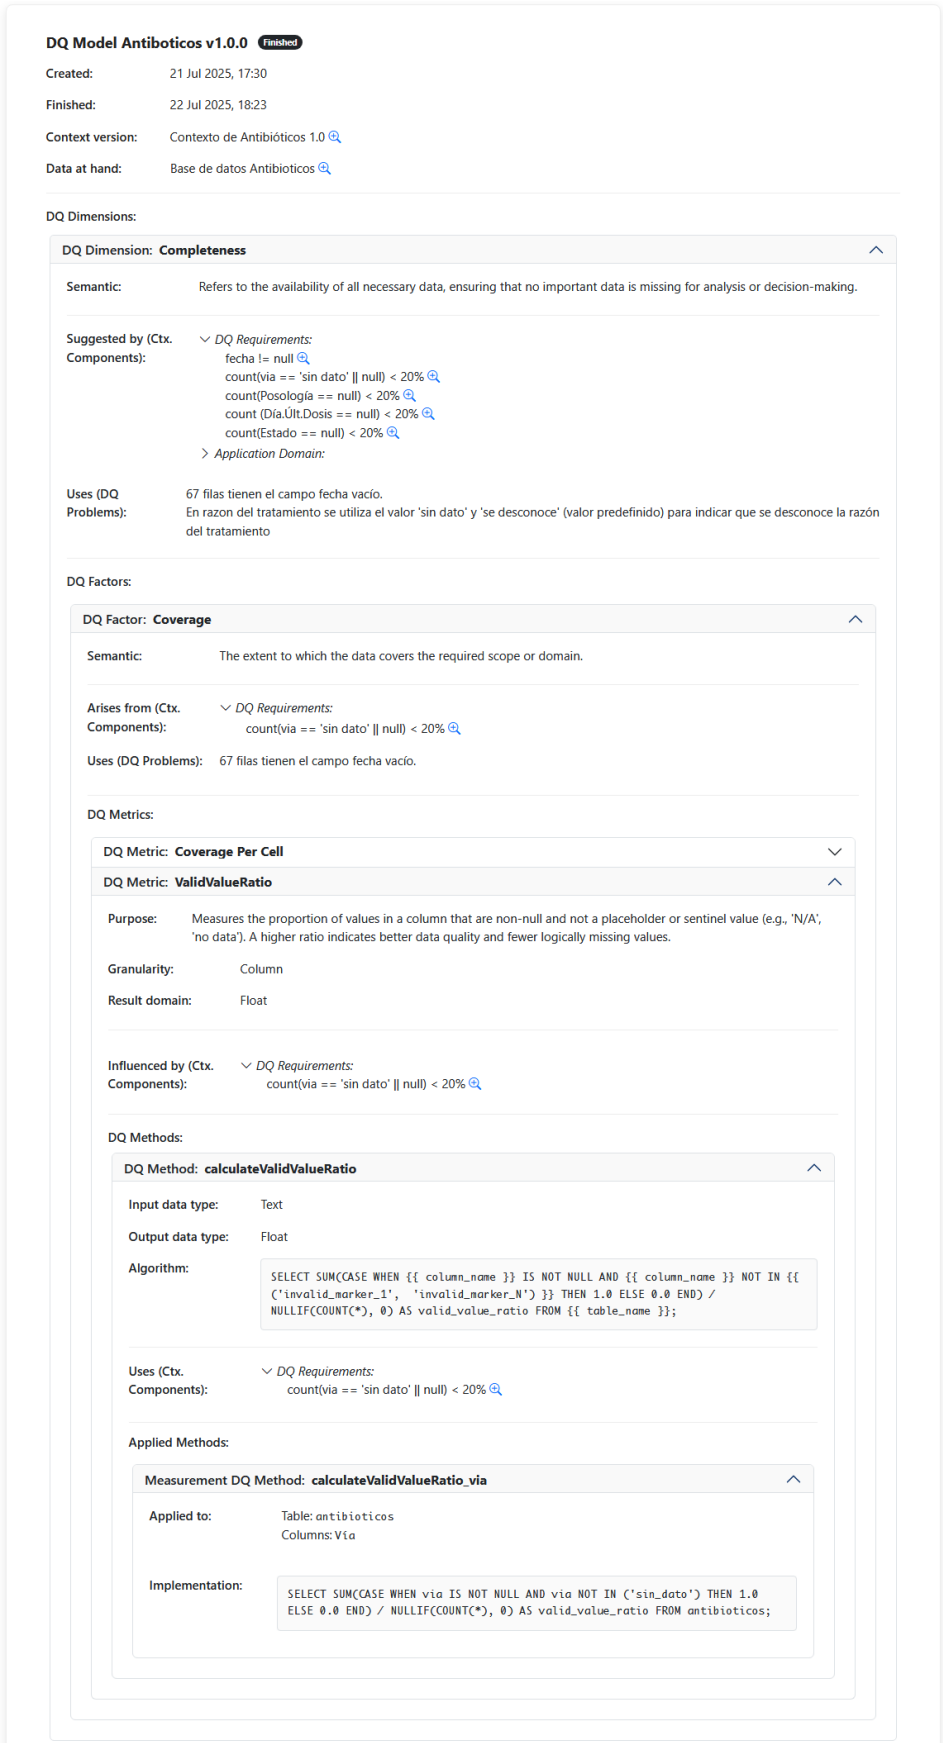 DQ Model Antiboticos v1.0.0 Finished
Created: 21 Jul 2025, 17:30
Finished: 22 Jul 2025, 18:23
Context version: Contexto de Antibióticos 1.0
Data at hand: Base de datos Antibioticos
DQ Dimensions:
DQ Dimension: Completeness
Semantic: Refers to the availability of all necessary data, ensuring that no important data is missing for analysis or decision-making.
Suggested by (Ctx. Components):
DQ Requirements:
fecha != null
count(via == 'sin dato' || null) < 20%
count(Posología == null) < 20%
count (Día.Últ.Dosis == null) < 20%
count(Estado == null) < 20%
Application Domain:
Uses (DQ Problems):
67 filas tienen el campo fecha vacío.
En razon del tratamiento se utiliza el valor 'sin dato' y 'se desconoce' (valor predefinido) para indicar que se desconoce la razón
del tratamiento
DQ Factors:
DQ Factor: Coverage
Semantic: The extent to which the data covers the required scope or domain.
Arises from (Ctx. Components):
DQ Requirements:
count(via == 'sin dato' || null) < 20%
Uses (DQ Problems): 67 filas tienen el campo fecha vacío.
DQ Metrics:
DQ Metric: Coverage Per Cell
DQ Metric: ValidValueRatio
Purpose: Measures the proportion of values in a column that are non-null and not a placeholder or sentinel value (e.g., 'N/A',
'no data'). A higher ratio indicates better data quality and fewer logically missing values.
Granularity: Column
Result domain: Float
Influenced by (Ctx. Components):
DQ Requirements:
count(via == 'sin dato' || null) < 20%
DQ Methods:
DQ Method: calculateValidValueRatio
Input data type: Text
Output data type: Float
Algorithm:
SELECT SUM(CASE WHEN {{ column_name }} IS NOT NULL AND {{ column_name }} NOT IN {{
('invalid_marker_1', 'invalid_marker_N') }} THEN 1.0 ELSE 0.0 END) /
NULLIF(COUNT(*), 0) AS valid_value_ratio FROM {{ table_name }};
Uses (Ctx. Components):
DQ Requirements:
count(via == 'sin dato' || null) < 20%
Applied Methods:
Measurement DQ Method: calculateValidValueRatio_via
Applied to: Table: antibioticos
Columns: Vía
Implementation:
SELECT SUM(CASE WHEN via IS NOT NULL AND via NOT IN ('sin_dato') THEN 1.0
ELSE 0.0 END) / NULLIF(COUNT(*), 0) AS valid_value_ratio FROM antibioticos;